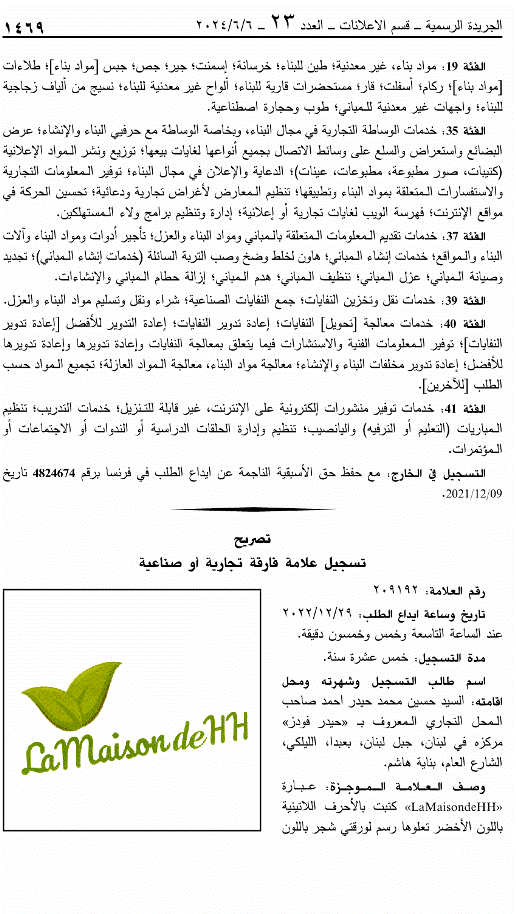 الجريدة الرسمية ـ قسم الاعلانات ـ العدد ٢٣ ـ ٢٠٢٤/٦/٦ ١٤٦٩
الفئة 19: مواد بناء، غير معدنية؛ طين للبناء؛ خرسانة؛ إسمنت؛ جير؛ جص؛ جبس [مواد بناء]؛ طلاءات
[مواد بناء]؛ ركام؛ أسفلت؛ قار؛ مستحضرات قارية للبناء؛ ألواح غير معدنية للبناء؛ نسيج من ألياف زجاجية
للبناء؛ واجهات غير معدنية للمباني؛ طوب وحجارة اصطناعية.
الفئة 35: خدمات الوساطة التجارية في مجال البناء، وبخاصة الوساطة مع حرفيي البناء والإنشاء؛ عرض
البضائع واستعراض والسلع على وسائط الاتصال بجميع أنواعها لغايات بيعها؛ توزيع ونشر المواد الإعلانية
(كتيبات، صور مطبوعة، مطبوعات، عينات)؛ الدعاية والإعلان في مجال البناء؛ توفير المعلومات التجارية
والاستفسارات المتعلقة بمواد البناء وتطبيقها؛ تنظيم المعارض لأغراض تجارية ودعائية؛ تحسين الحركة في
مواقع الإنترنت؛ فهرسة الويب لغايات تجارية أو إعلانية؛ إدارة وتنظيم برامج ولاء المستهلكين.
الفئة 37: خدمات تقديم المعلومات المتعلقة بالمباني ومواد البناء والعزل؛ تأجير أدوات ومواد البناء وآلات
البناء والمواقع؛ خدمات إنشاء المباني؛ هاون لخلط وضخ وصب التربة السائلة (خدمات إنشاء المباني)؛ تجديد
وصيانة المباني؛ عزل المباني؛ تنظيف المباني؛ هدم المباني؛ إزالة حطام المباني والإنشاءات.
الفئة 39: خدمات نقل وتخزين النفايات؛ جمع النفايات الصناعية؛ شراء ونقل وتسليم مواد البناء والعزل.
الفئة 40: خدمات معالجة [تحويل] النفايات؛ إعادة تدوير النفايات؛ إعادة التدوير للأفضل [إعادة تدوير
النفايات]؛ توفير المعلومات الفنية والاستشارات فيما يتعلق بمعالجة النفايات وإعادة تدويرها وإعادة تدويرها
للأفضل؛ إعادة تدوير مخلفات البناء والإنشاء؛ معالجة مواد البناء، معالجة المواد العازلة؛ تجميع المواد حسب
الطلب [للآخرين].
الفئة 41: خدمات توفير منشورات إلكترونية على الإنترنت، غير قابلة للتنزيل؛ خدمات التدريب؛ تنظيم
المباريات (التعليم أو الترفيه) واليانصيب؛ تنظيم وإدارة الحلقات الدراسية أو الندوات أو الاجتماعات أو
المؤتمرات.
التسجيل في الخارج: مع حفظ حق الأسبقية الناجمة عن ايداع الطلب في فرنسا برقم 4824674 تاريخ
2021/12/09.
تصريح
تسجيل علامة فارقة تجارية أو صناعية
رقم العلامة: ٢٠٩١٩٢
تاريخ وساعة ايداع الطلب: ٢٠٢٢/١٢/٢٩
عند الساعة التاسعة وخمس وخمسون دقيقة.
مدة التسجيل: خمس عشرة سنة.
اسم طالب التسجيل وشهرته ومحل
اقامته: السيد حسين محمد حيدر احمد صاحب
المحل التجاري المعروف بـ «حيدر فودز»
مركزه في لبنان، جبل لبنان، بعبدا، الليلكي،
الشارع العام، بناية هاشم.
وصف العلامة الموجزة: عبارة
«LaMaisondeHH» كتبت بالأحرف اللاتينية
باللون الأخضر تعلوها رسم لورقتي شجر باللون
La Maison de HH